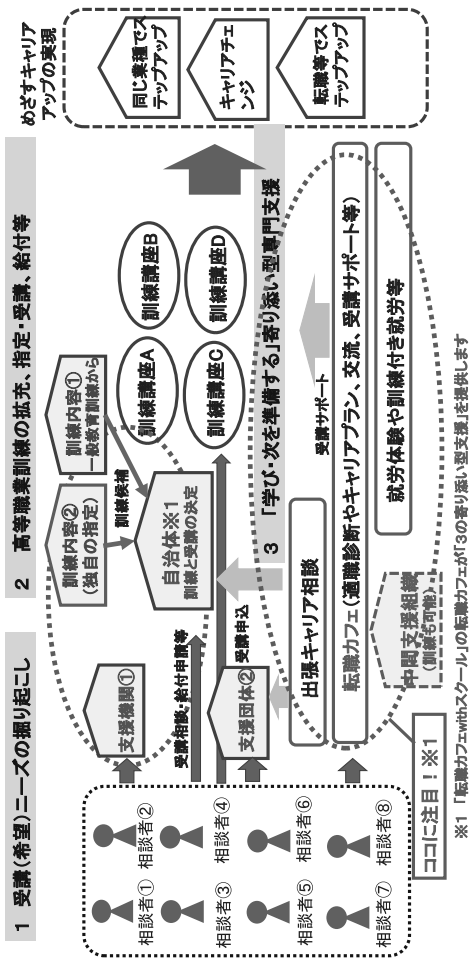 1 受講(希望)ニーズの掘り起こし
相談者①
相談者②
相談者③
相談者④
相談者⑤
相談者⑥
相談者⑦
相談者⑧
支援機関①
受講相談・給付申請等
支援団体②
受講申込
2 高等職業訓練の拡充、指定・受講、給付等
訓練内容②
(独自の指定)
訓練内容①
一般教育訓練から
訓練候補
自治体※1
訓練と受講の決定
訓練講座A
訓練講座B
訓練講座C
訓練講座D
3 「学び・次を準備する」寄り添い型専門支援
受講サポート
出張キャリア相談
転職カフェ(適職診断やキャリアプラン、交流、受講サポート等)
就労体験や訓練付き就労等
中間支援組織
(訓練も可能)
ココに注目！※1
めざすキャリア
アップの実現
同じ業種でス
テップアップ
キャリアチェ
ンジ
転職等でス
テップアップ
※1 「転職カフェwithスクール」の転職カフェが「3の寄り添い型支援」を提供します